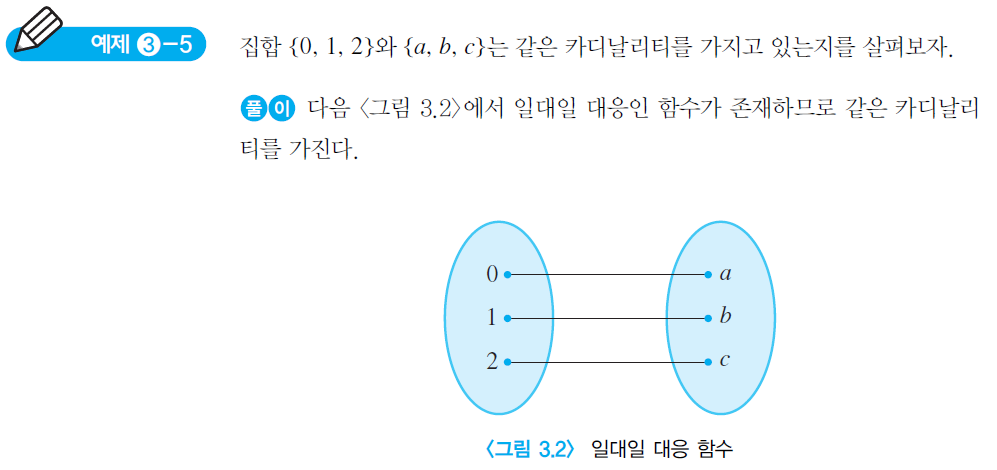 예제 3-5
집합 {0, 1, 2}와 {a, b, c}는 같은 카디날리티를 가지고 있는지를 살펴보자.
풀이 다음 〈그림 3.2〉에서 일대일 대응인 함수가 존재하므로 같은 카디날리
티를 가진다.
0 a
1 b
2 c
〈그림 3.2〉 일대일 대응 함수